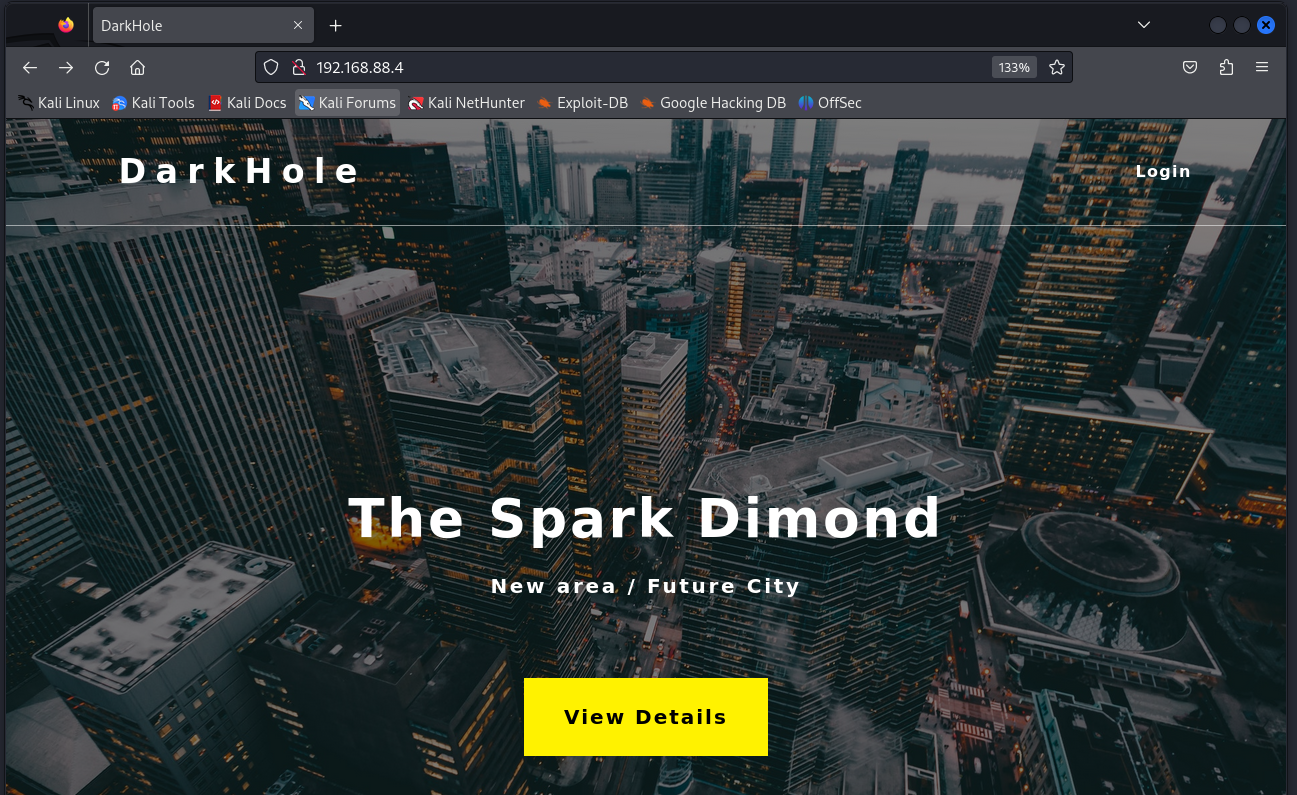 DarkHole
192.168.88.4
133%
Kali Linux Kali Tools Kali Docs Kali Forums Kali NetHunter Exploit-DB Google Hacking DB OffSec
DarkHole
Login
The Spark Dimond
New area / Future City
View Details